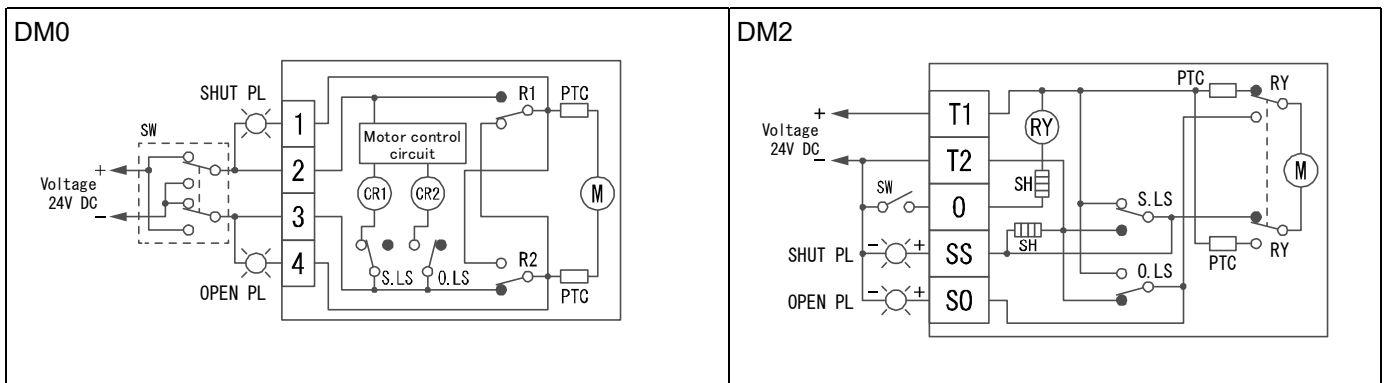 DM0
SHUT PL
SW
+
Voltage
24V DC
−
OPEN PL
1
2
3
4
Motor control
circuit
CR1
CR2
S.LS
O.LS
R1
PTC
M
R2
PTC
DM2
+
Voltage
24V DC
−
SW
SHUT PL
− +
OPEN PL
− +
T1
T2
O
SS
SO
RY
SH
SH
S.LS
O.LS
PTC
RY
M
PTC
RY